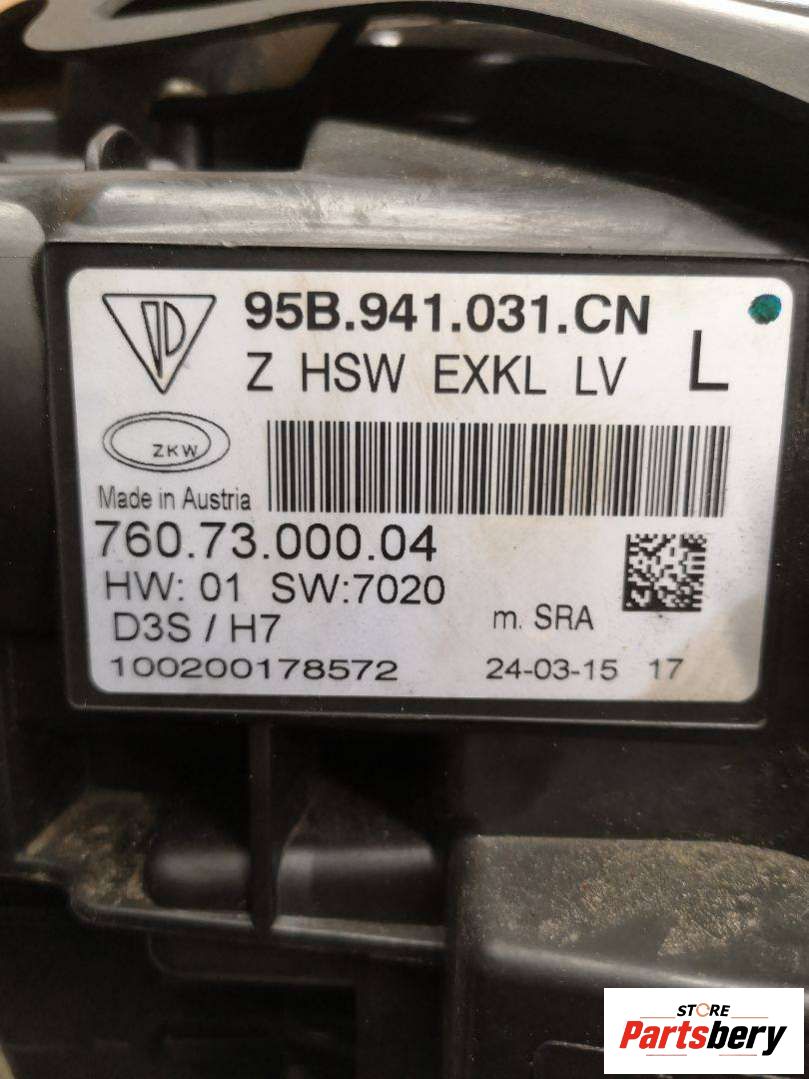 95B.941.031.CN
Z HSW EXKL LV L
ZKW
Made in Austria
760.73.000.04
HW: 01 SW:7020
D3S / H7 m. SRA
100200178572 24-03-15 17
STORE
Partsbery